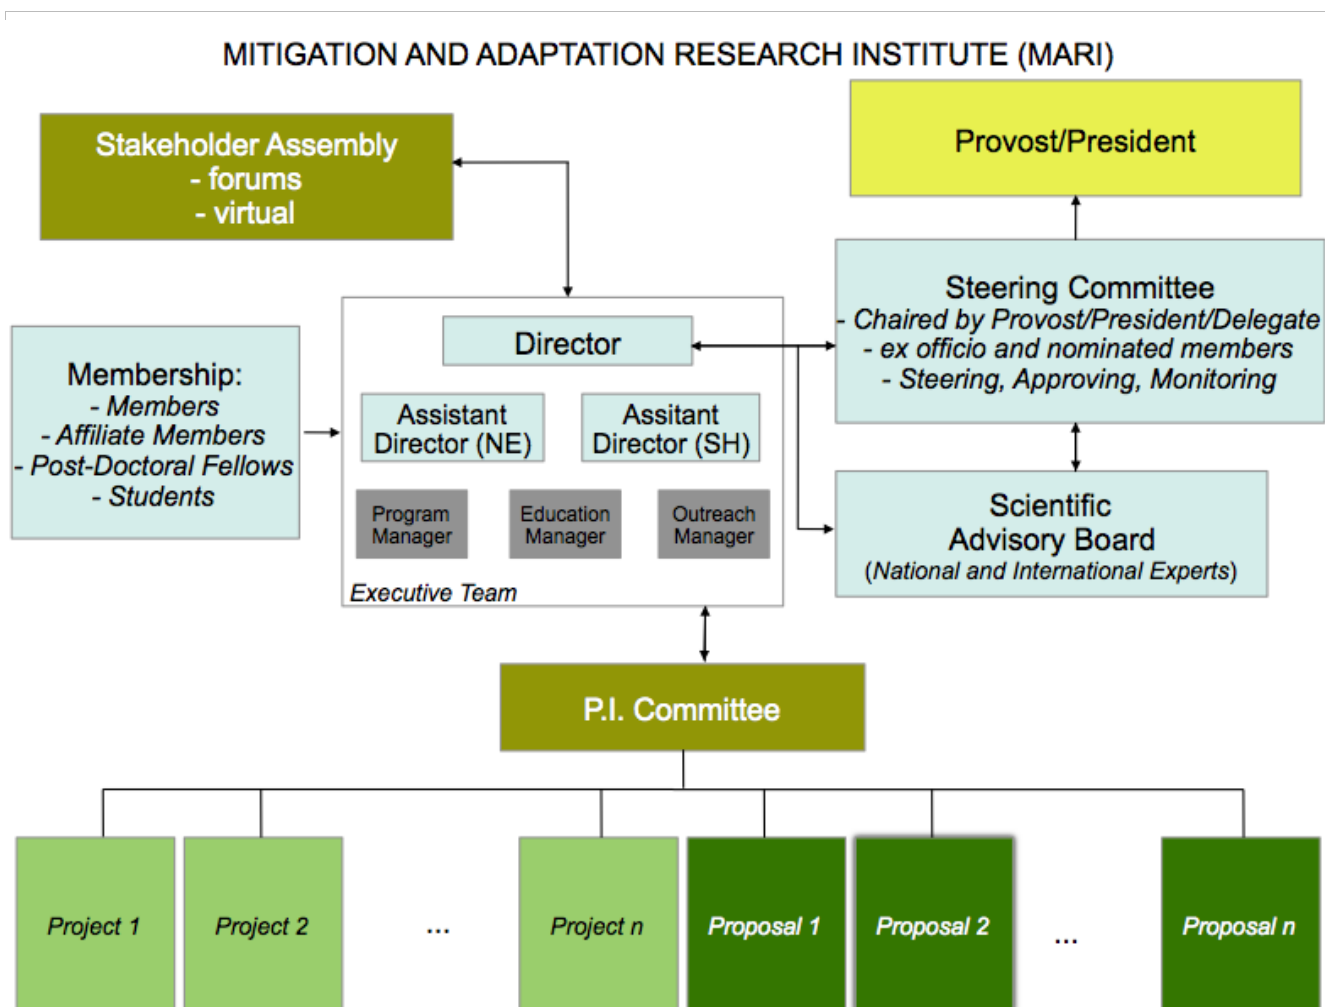 MITIGATION AND ADAPTATION RESEARCH INSTITUTE (MARI)
Stakeholder Assembly
- forums
- virtual
Provost/President
Steering Committee
- Chaired by Provost/President/Delegate
- ex officio and nominated members
- Steering, Approving, Monitoring
Director
Membership:
- Members
- Affiliate Members
- Post-Doctoral Fellows
- Students
Assistant
Director (NE)
Assitant
Director (SH)
Program
Manager
Education
Manager
Outreach
Manager
Executive Team
Scientific
Advisory Board
(National and International Experts)
P.I. Committee
Project 1
Project 2
...
Project n
Proposal 1
Proposal 2
...
Proposal n